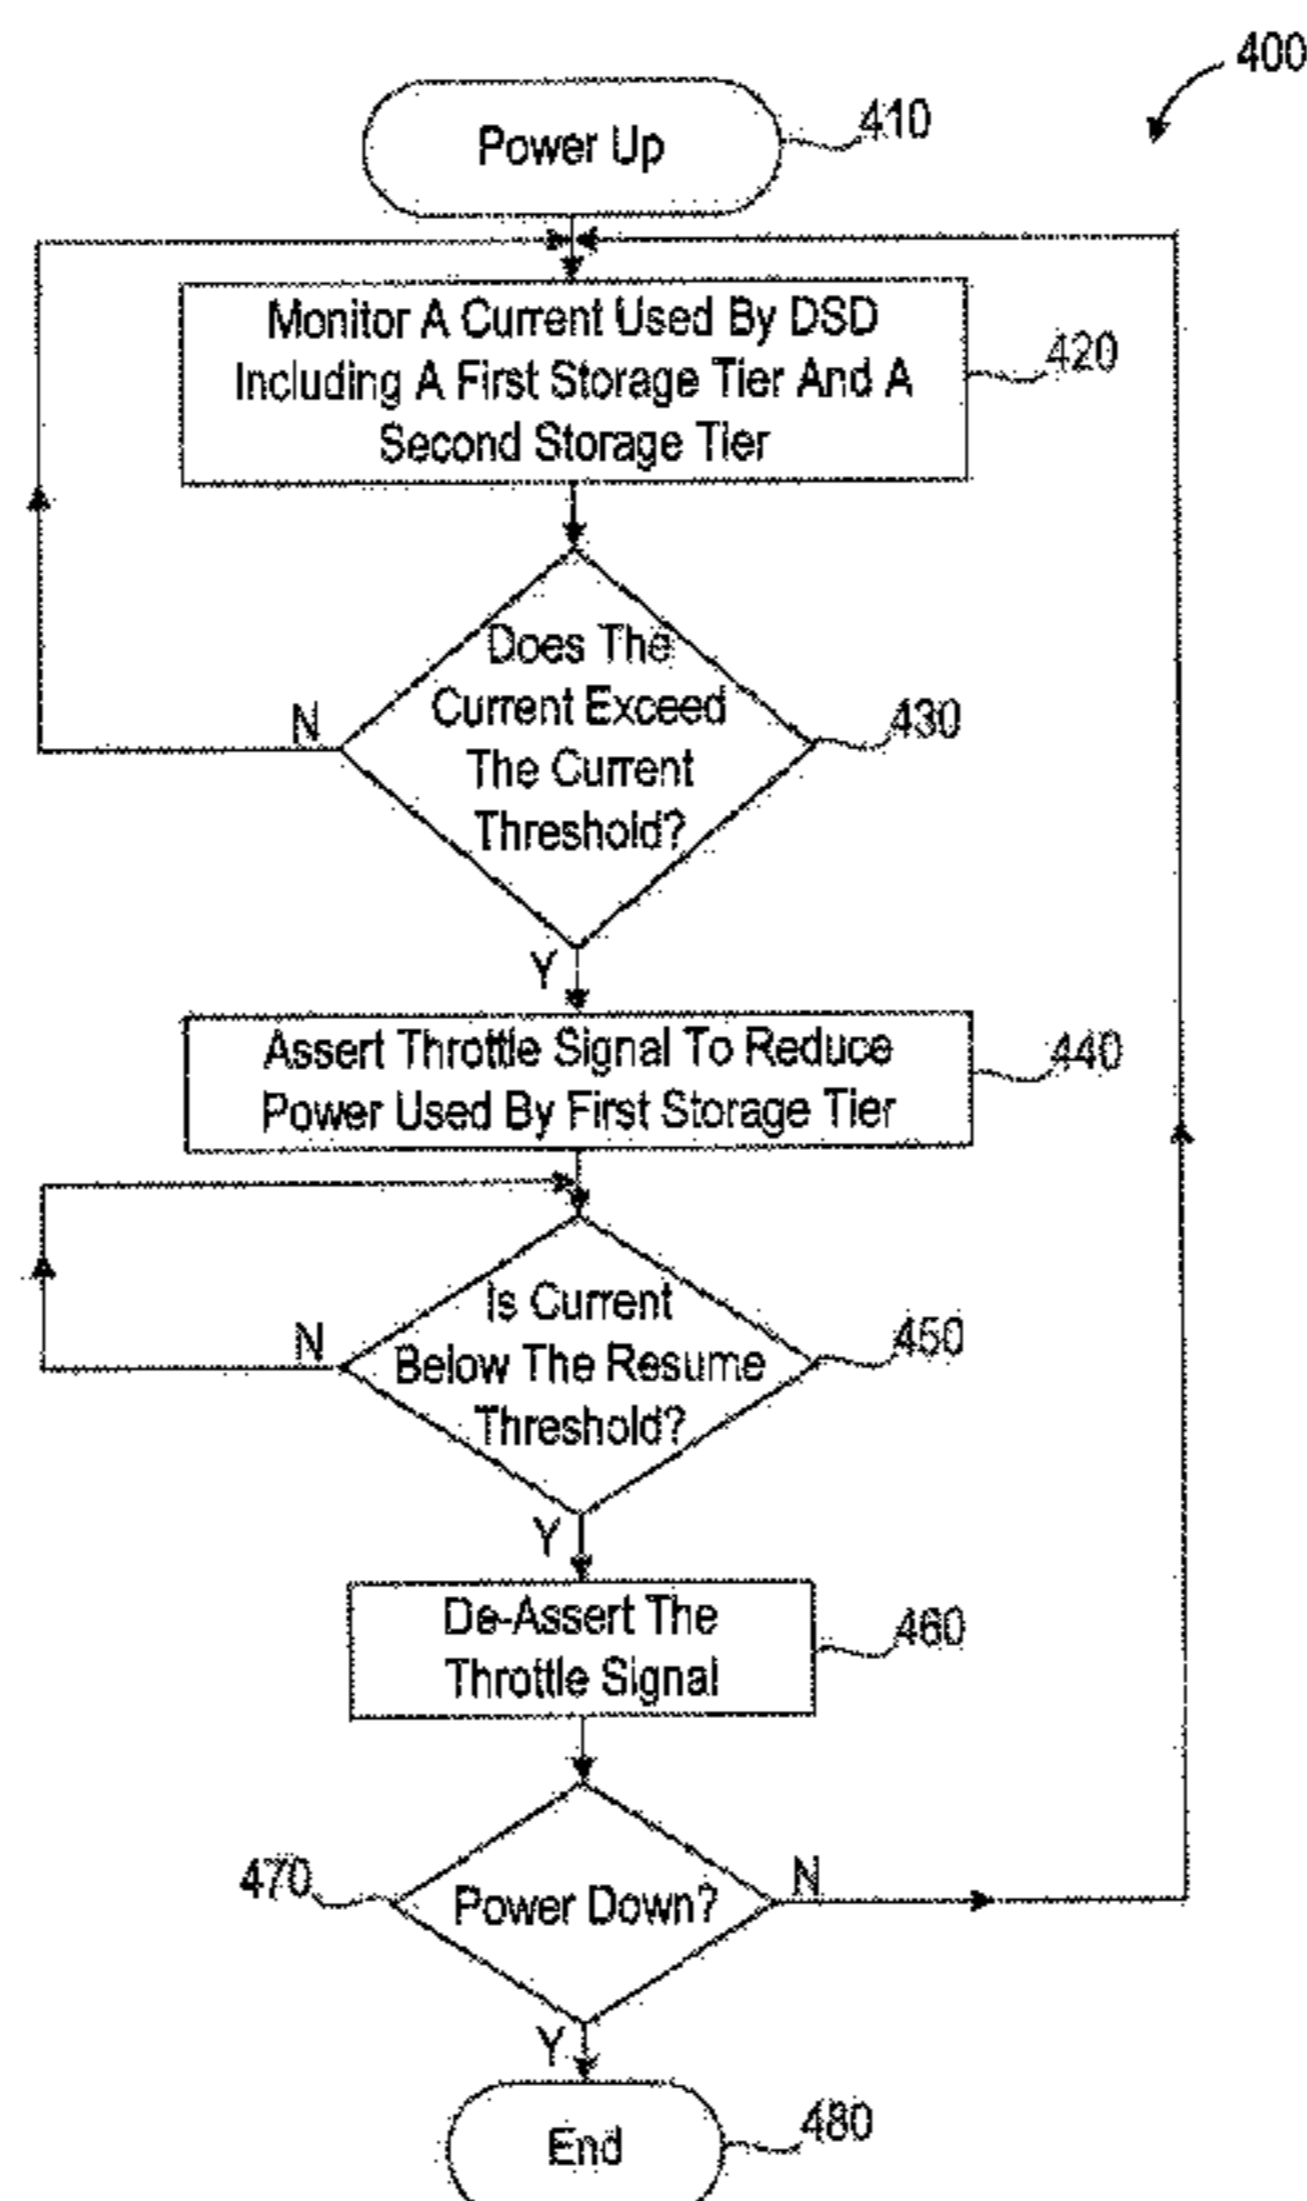 400
Power Up
410
Monitor A Current Used By DSD
Including A First Storage Tier And A
Second Storage Tier
420
Does The
Current Exceed
The Current
Threshold?
430
N
Y
Assert Throttle Signal To Reduce
Power Used By First Storage Tier
440
Is Current
Below The Resume
Threshold?
450
N
Y
De-Assert The
Throttle Signal
460
470
Power Down?
N
Y
End
480